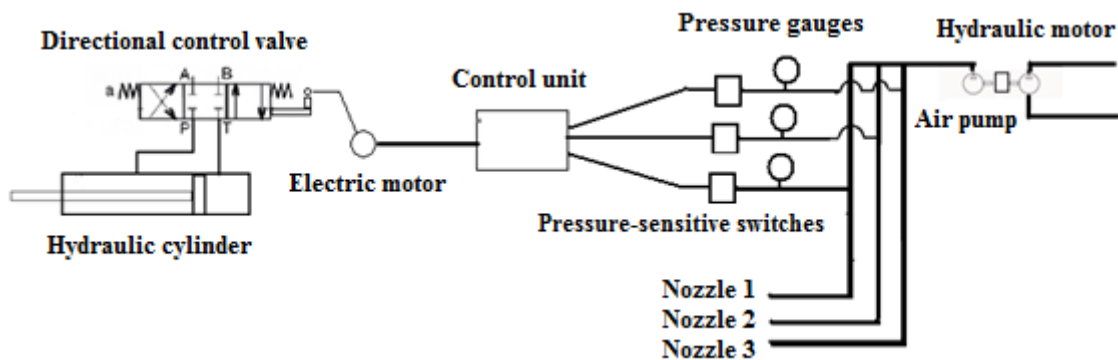 Pressure gauges
Hydraulic motor
Directional control valve
A B
a
Control unit
P T
Air pump
Electric motor
Pressure-sensitive switches
Hydraulic cylinder
Nozzle 1
Nozzle 2
Nozzle 3